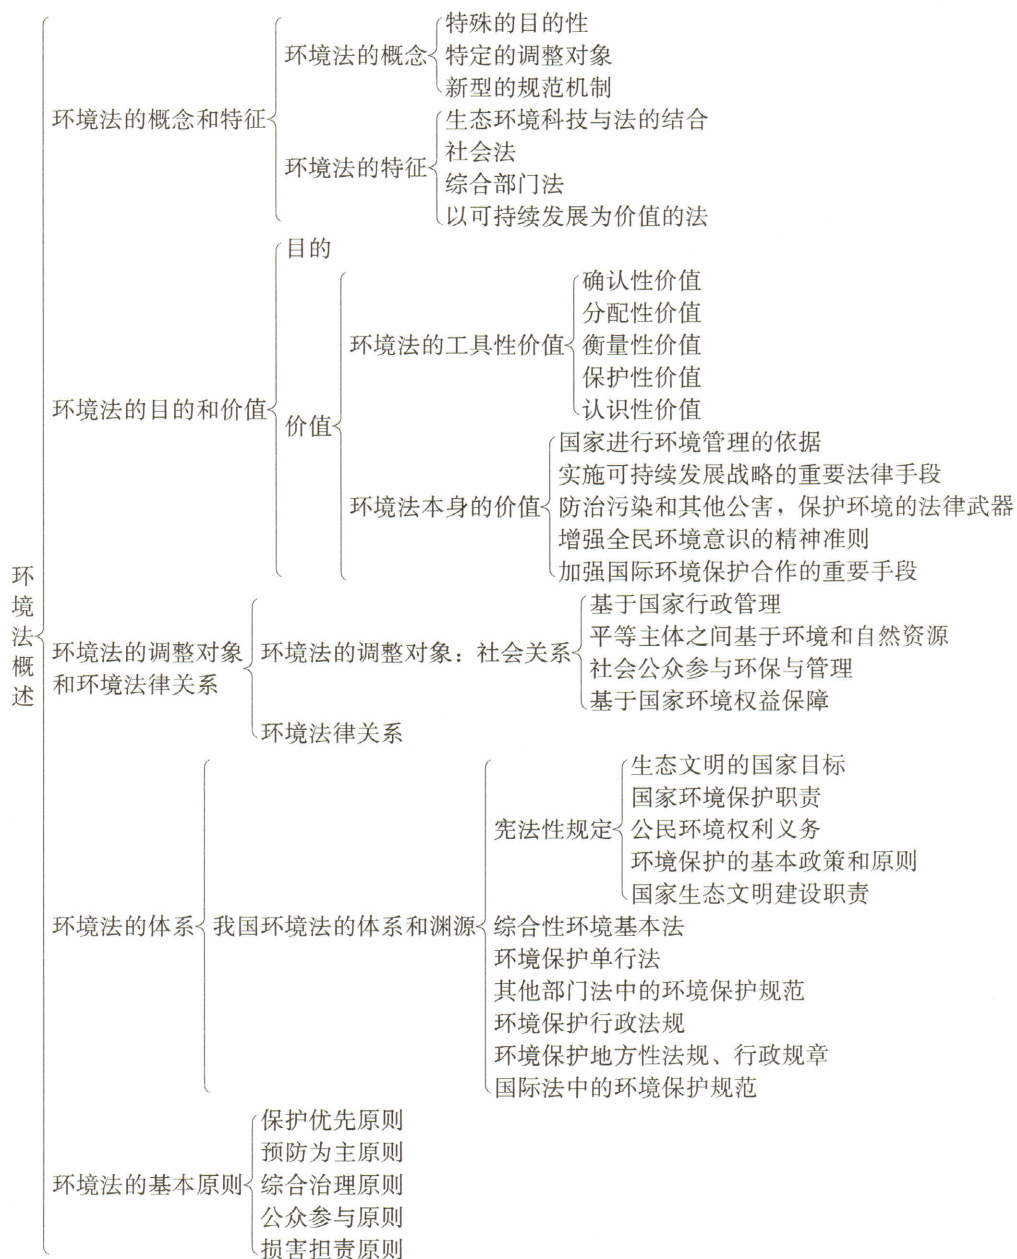 环境法概述
环境法的概念和特征
环境法的概念
特殊的目的性
特定的调整对象
新型的规范机制
环境法的特征
生态环境科技与法的结合
社会法
综合部门法
以可持续发展为价值的法
环境法的目的和价值
目的
价值
环境法的工具性价值
确认性价值
分配性价值
衡量性价值
保护性价值
认识性价值
环境法本身的价值
国家进行环境管理的依据
实施可持续发展战略的重要法律手段
防治污染和其他公害，保护环境的法律武器
增强全民环境意识的精神准则
加强国际环境保护合作的重要手段
环境法的调整对象
和环境法律关系
环境法的调整对象：社会关系
基于国家行政管理
平等主体之间基于环境和自然资源
社会公众参与环保与管理
基于国家环境权益保障
环境法律关系
环境法的体系
我国环境法的体系和渊源
宪法性规定
生态文明的国家目标
国家环境保护职责
公民环境权利义务
环境保护的基本政策和原则
国家生态文明建设职责
综合性环境基本法
环境保护单行法
其他部门法中的环境保护规范
环境保护行政法规
环境保护地方性法规、行政规章
国际法中的环境保护规范
环境法的基本原则
保护优先原则
预防为主原则
综合治理原则
公众参与原则
损害担责原则